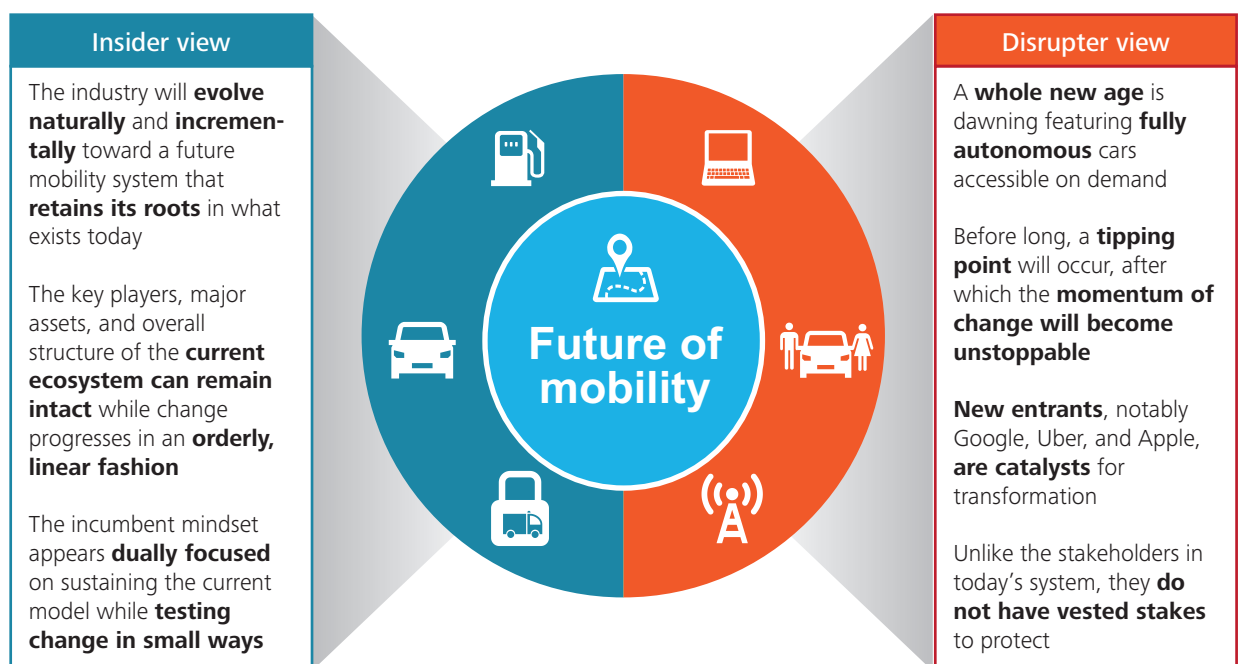 Insider view
The industry will evolve
naturally and incremen-
tally toward a future
mobility system that
retains its roots in what
exists today
The key players, major
assets, and overall
structure of the current
ecosystem can remain
intact while change
progresses in an orderly,
linear fashion
The incumbent mindset
appears dually focused
on sustaining the current
model while testing
change in small ways
Future of
mobility
Disrupter view
A whole new age is
dawning featuring fully
autonomous cars
accessible on demand
Before long, a tipping
point will occur, after
which the momentum of
change will become
unstoppable
New entrants, notably
Google, Uber, and Apple,
are catalysts for
transformation
Unlike the stakeholders in
today’s system, they do
not have vested stakes
to protect